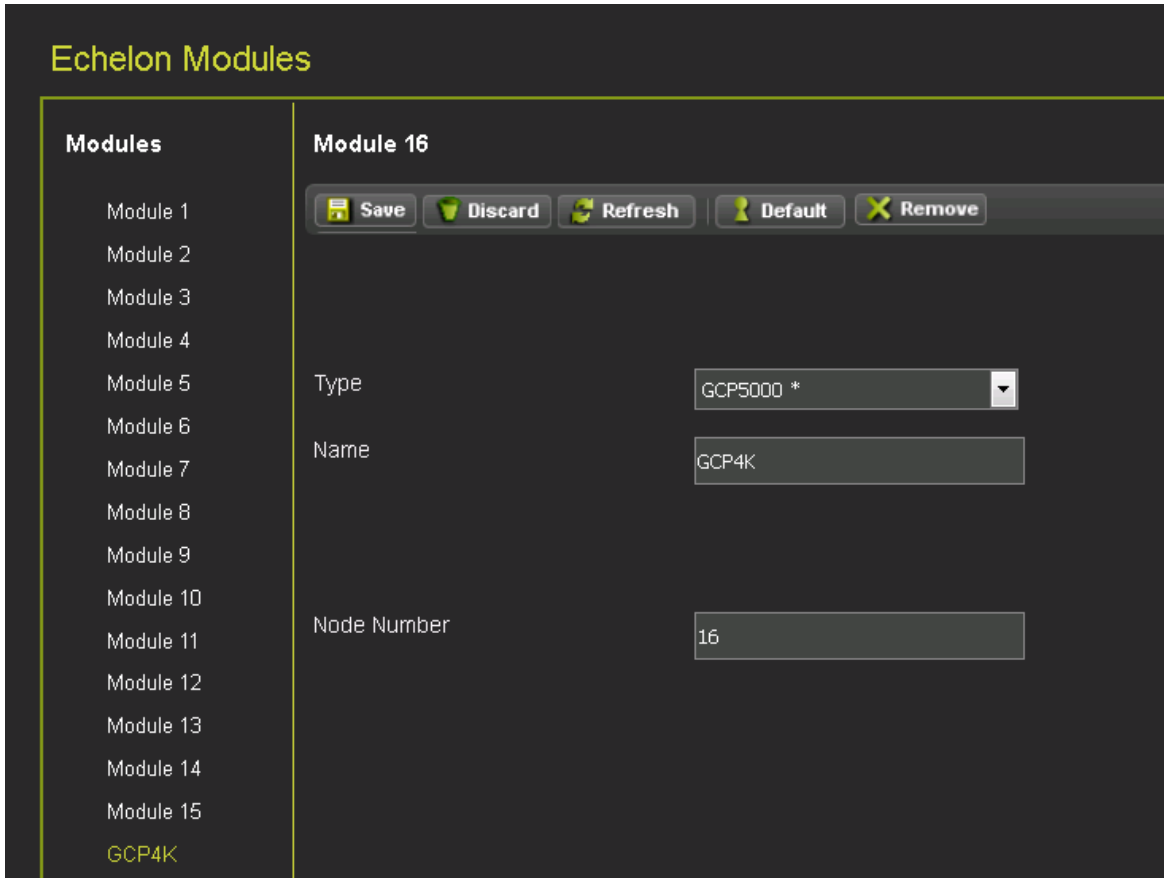 Echelon Modules
Modules
Module 1
Module 2
Module 3
Module 4
Module 5
Module 6
Module 7
Module 8
Module 9
Module 10
Module 11
Module 12
Module 13
Module 14
Module 15
GCP4K
Module 16
Save Discard Refresh Default Remove
Type GCP5000 *
Name GCP4K
Node Number 16